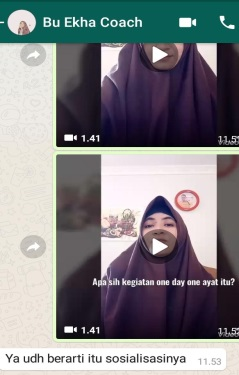 Bu Ekha Coach
1.41
11.5
Apa sih kegiatan one day one ayat itu?
1.41
11.5
Ya udh berarti itu sosialisasinya
11.53